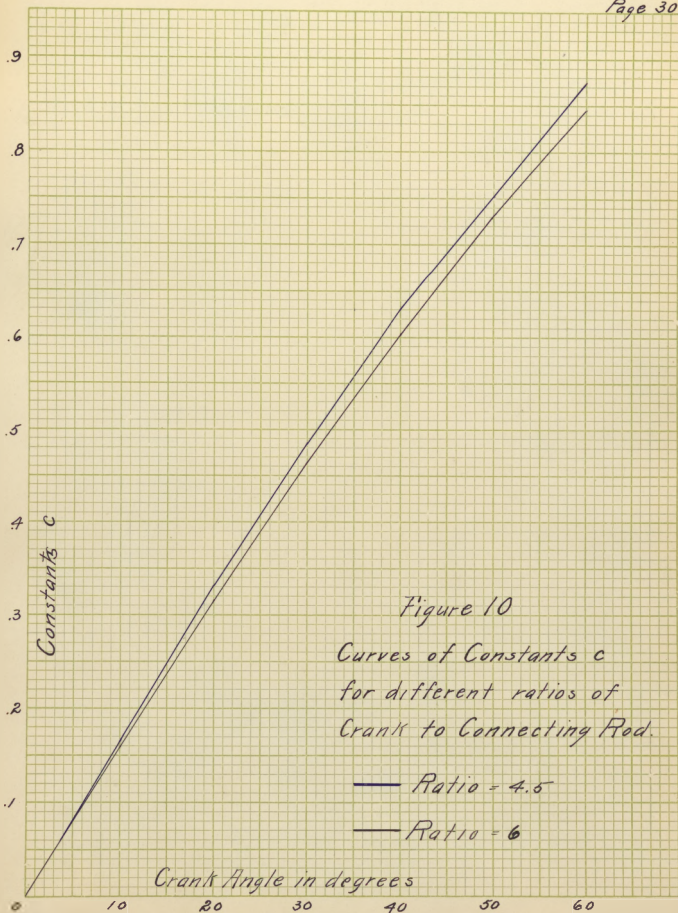 Page 30
.9
.8
.7
.6
.5
.4
.3
.2
.1
Constants c
Figure 10
Curves of Constants c
for different ratios of
Crank to Connecting Rod.
Ratio = 4.5
Ratio = 6
Crank Angle in degrees
0 10 20 30 40 50 60